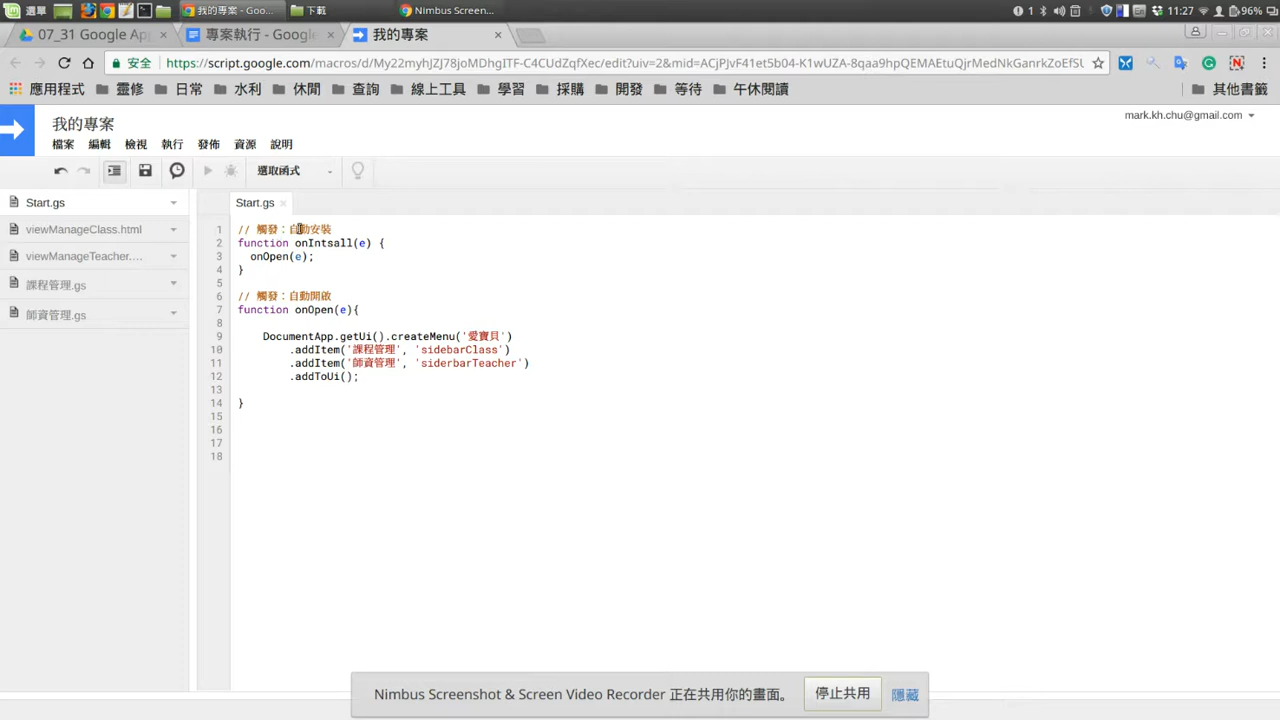 選單
我的專案 - Goo...
下載
Nimbus Screen...
1
En
11:27
96%
07_31 Google Ap
專案執行 - Google
我的專案
安全
https://script.google.com/macros/d/My22myhJZJ78joMDhgITF-C4CUdZqfXec/edit?uiv=2&mid=ACjPJvF41et5b04-K1wUZA-8qaa9hpQEMAEtuQjrMedNkGanrkZoEfSL
應用程式
靈修
日常
水利
休閒
查詢
線上工具
學習
採購
開發
等待
午休閱讀
其他書籤
我的專案
mark.kh.chu@gmail.com
檔案 編輯 檢視 執行 發佈 資源 說明
選取函式
Start.gs
viewManageClass.html
viewManageTeacher....
課程管理.gs
師資管理.gs
Start.gs
1 // 觸發：自動安裝
2 function onIntsall(e) {
3 onOpen(e);
4 }
5
6 // 觸發：自動開啟
7 function onOpen(e){
8
9 DocumentApp.getUi().createMenu('愛寶貝')
10 .addItem('課程管理', 'sidebarClass')
11 .addItem('師資管理', 'siderbarTeacher')
12 .addToUi();
13
14 }
15
16
17
18
Nimbus Screenshot & Screen Video Recorder 正在共用你的畫面。
停止共用
隱藏